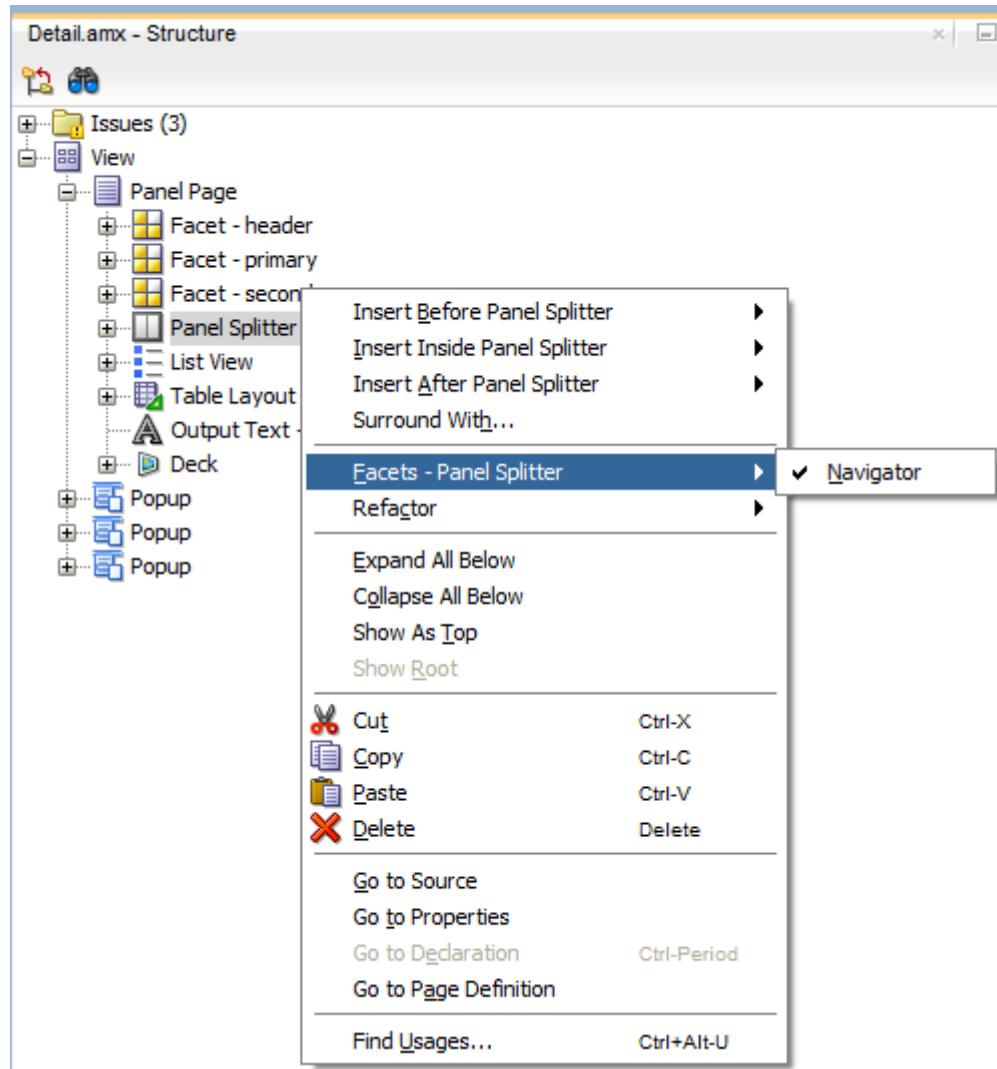 Detail.amx - Structure
Issues (3)
View
Panel Page
Facet - header
Facet - primary
Facet - second
Panel Splitter
List View
Table Layout
Output Text -
Deck
Popup
Popup
Popup
Insert Before Panel Splitter
Insert Inside Panel Splitter
Insert After Panel Splitter
Surround With...
Facets - Panel Splitter
Navigator
Refactor
Expand All Below
Collapse All Below
Show As Top
Show Root
Cut Ctrl-X
Copy Ctrl-C
Paste Ctrl-V
Delete Delete
Go to Source
Go to Properties
Go to Declaration Ctrl-Period
Go to Page Definition
Find Usages... Ctrl+Alt-U